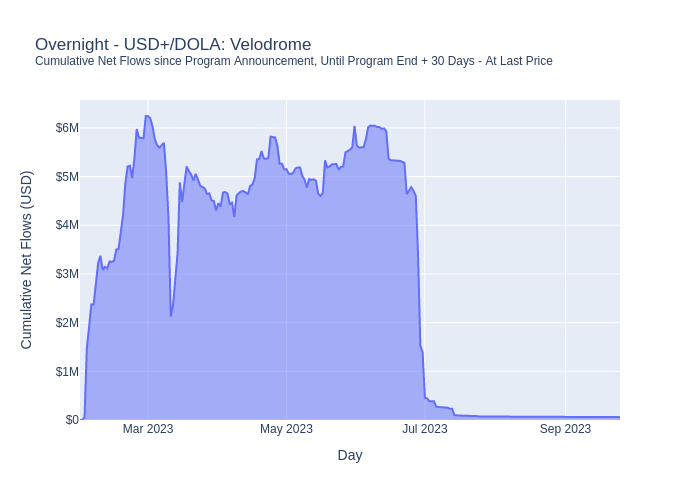 Overnight - USD+/DOLA: Velodrome
Cumulative Net Flows since Program Announcement, Until Program End + 30 Days - At Last Price
Cumulative Net Flows (USD)
$6M
$5M
$4M
$3M
$2M
$1M
$0
Mar 2023
May 2023
Jul 2023
Sep 2023
Day